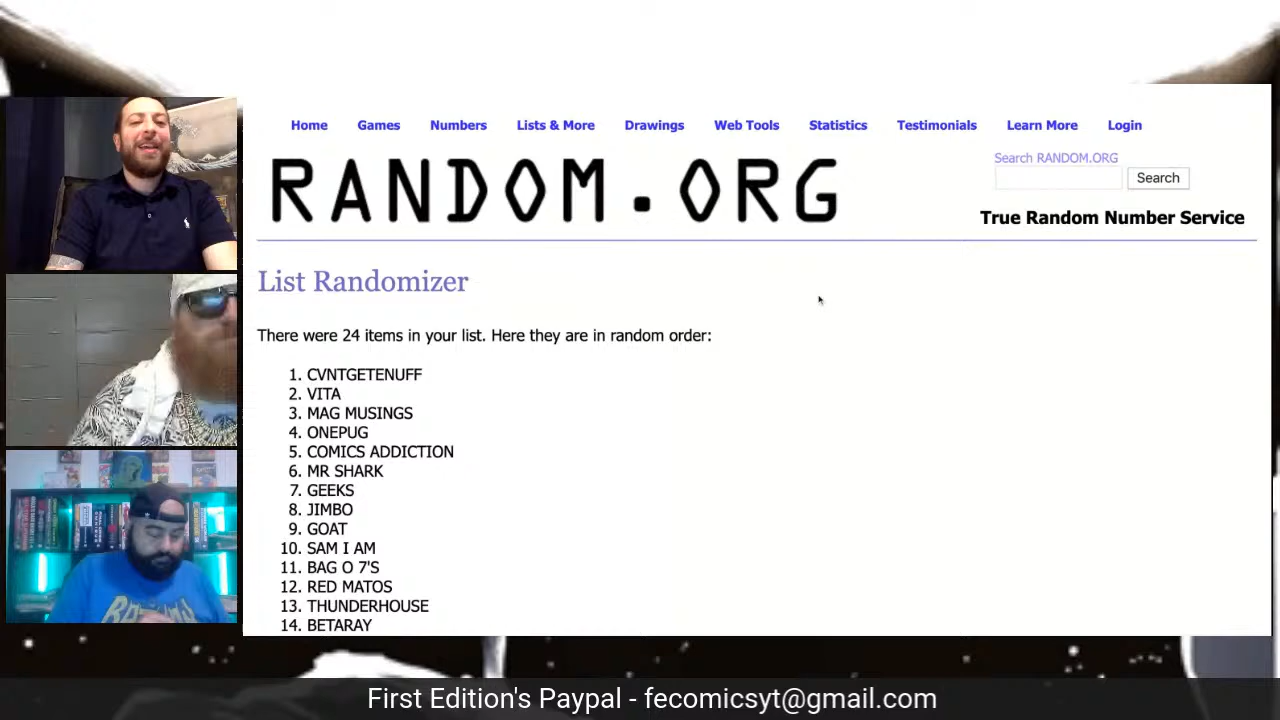 Home Games Numbers Lists & More Drawings Web Tools Statistics Testimonials Learn More Login
Search RANDOM.ORG
Search
RANDOM.ORG
True Random Number Service
List Randomizer
There were 24 items in your list. Here they are in random order:
1. CVNTGETENUFF
2. VITA
3. MAG MUSINGS
4. ONEPUG
5. COMICS ADDICTION
6. MR SHARK
7. GEEKS
8. JIMBO
9. GOAT
10. SAM I AM
11. BAG O 7'S
12. RED MATOS
13. THUNDERHOUSE
14. BETARAY
First Edition's Paypal - fecomicsyt@gmail.com